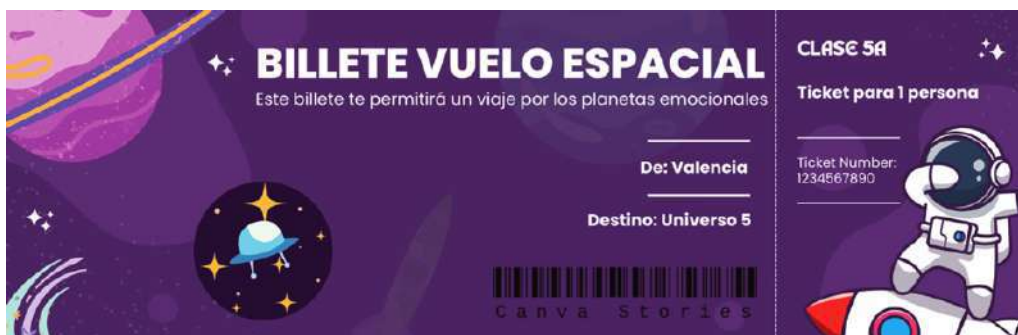 BILLETE VUELO ESPACIAL
Este billete te permitirá un viaje por los planetas emocionales
De: Valencia
Destino: Universo 5
Canva Stories
CLASE 5A
Ticket para 1 persona
Ticket Number:
1234567890